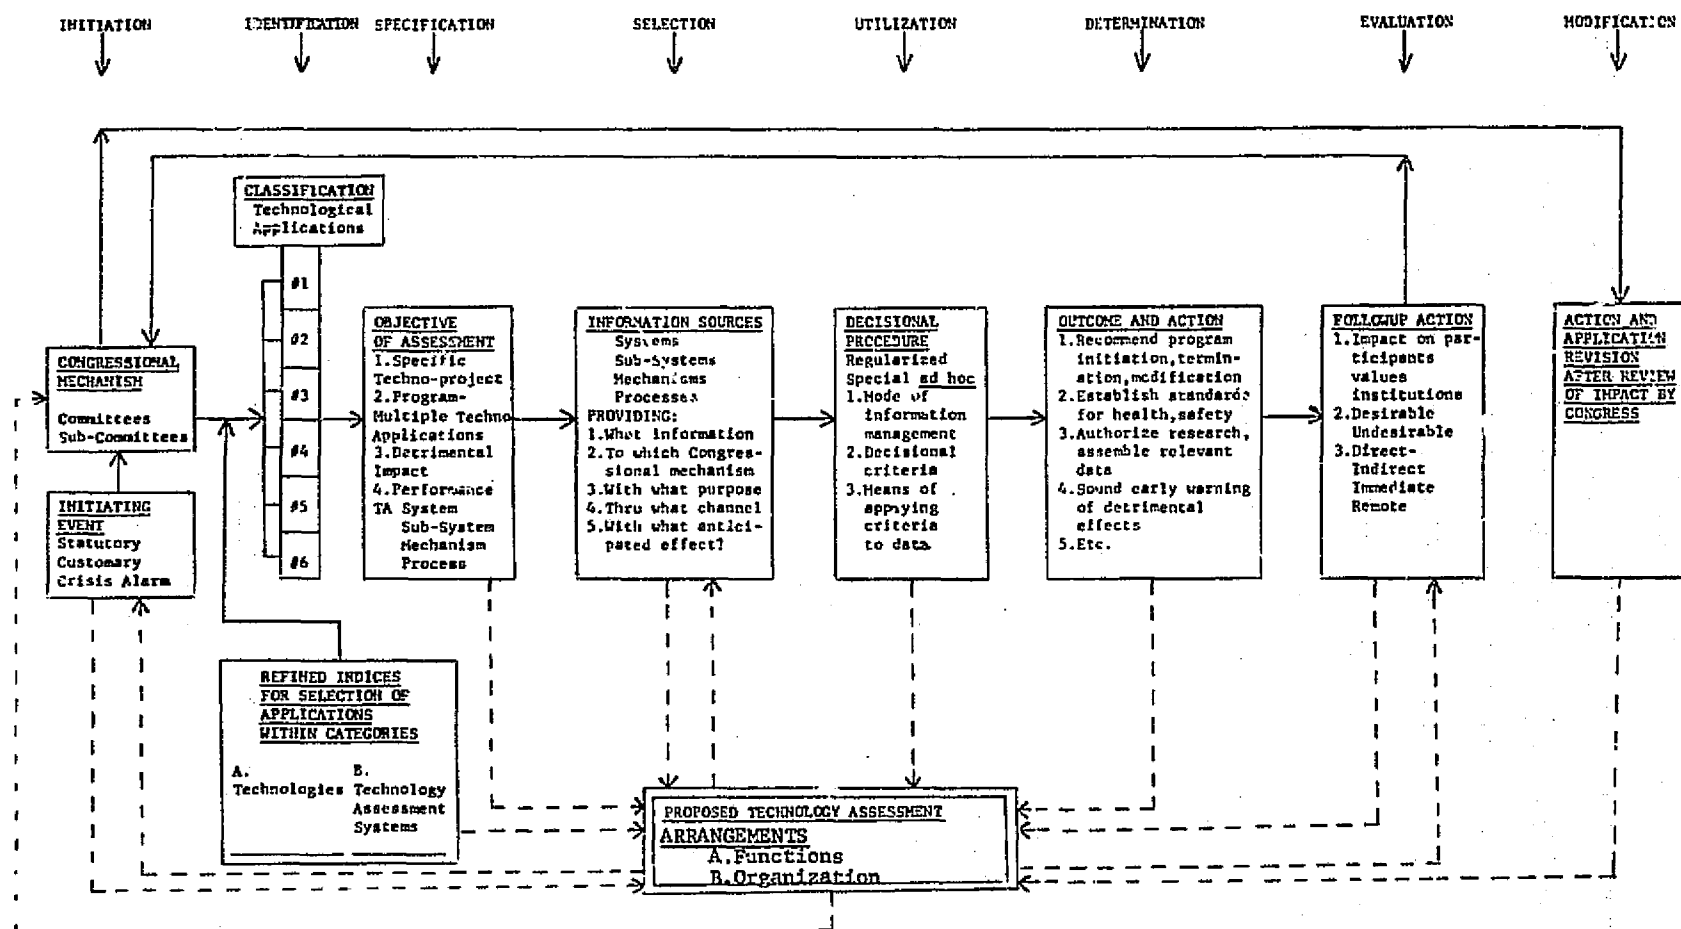 INITIATION IDENTIFICATION SPECIFICATION SELECTION UTILIZATION DETERMINATION EVALUATION MODIFICATION
CLASSIFICATION
Technological
Applications
#1
#2
#3
#4
#5
#6
CONGRESSIONAL
MECHANISM
Committees
Sub-Committees
INITIATING
EVENT
Statutory
Customary
Crisis Alarm
OBJECTIVE
OF ASSESSMENT
1.Specific
Techno-project
2.Program-
Multiple Techno
Applications
3.Detrimental
Impact
4.Performance
TA System
Sub-System
Mechanism
Process
INFORMATION SOURCES
Systems
Sub-Systems
Mechanisms
Processes
PROVIDING:
1.What information
2.To which Congres-
sional mechanism
3.With what purpose
4.Thru what channel
5.With what antici-
pated effect?
DECISIONAL
PROCEDURE
Regularized
Special ad hoc
1.Mode of
information
management
2.Decisional
criteria
3.Means of
applying
criteria
to data
OUTCOME AND ACTION
1.Recommend program
initiation,termin-
ation,modification
2.Establish standards
for health,safety
3.Authorize research,
assemble relevant
data
4.Sound early warning
of detrimental
effects
5.Etc.
FOLLOWUP ACTION
1.Impact on par-
ticipants
values
institutions
2.Desirable
Undesirable
3.Direct-
Indirect
Immediate
Remote
ACTION AND
APPLICATION
REVISION
AFTER REVIEW
OF IMPACT BY
CONGRESS
REFINED INDICES
FOR SELECTION OF
APPLICATIONS
WITHIN CATEGORIES
A.
Technologies
B.
Technology
Assessment
Systems
PROPOSED TECHNOLOGY ASSESSMENT
ARRANGEMENTS
A.Functions
B.Organization